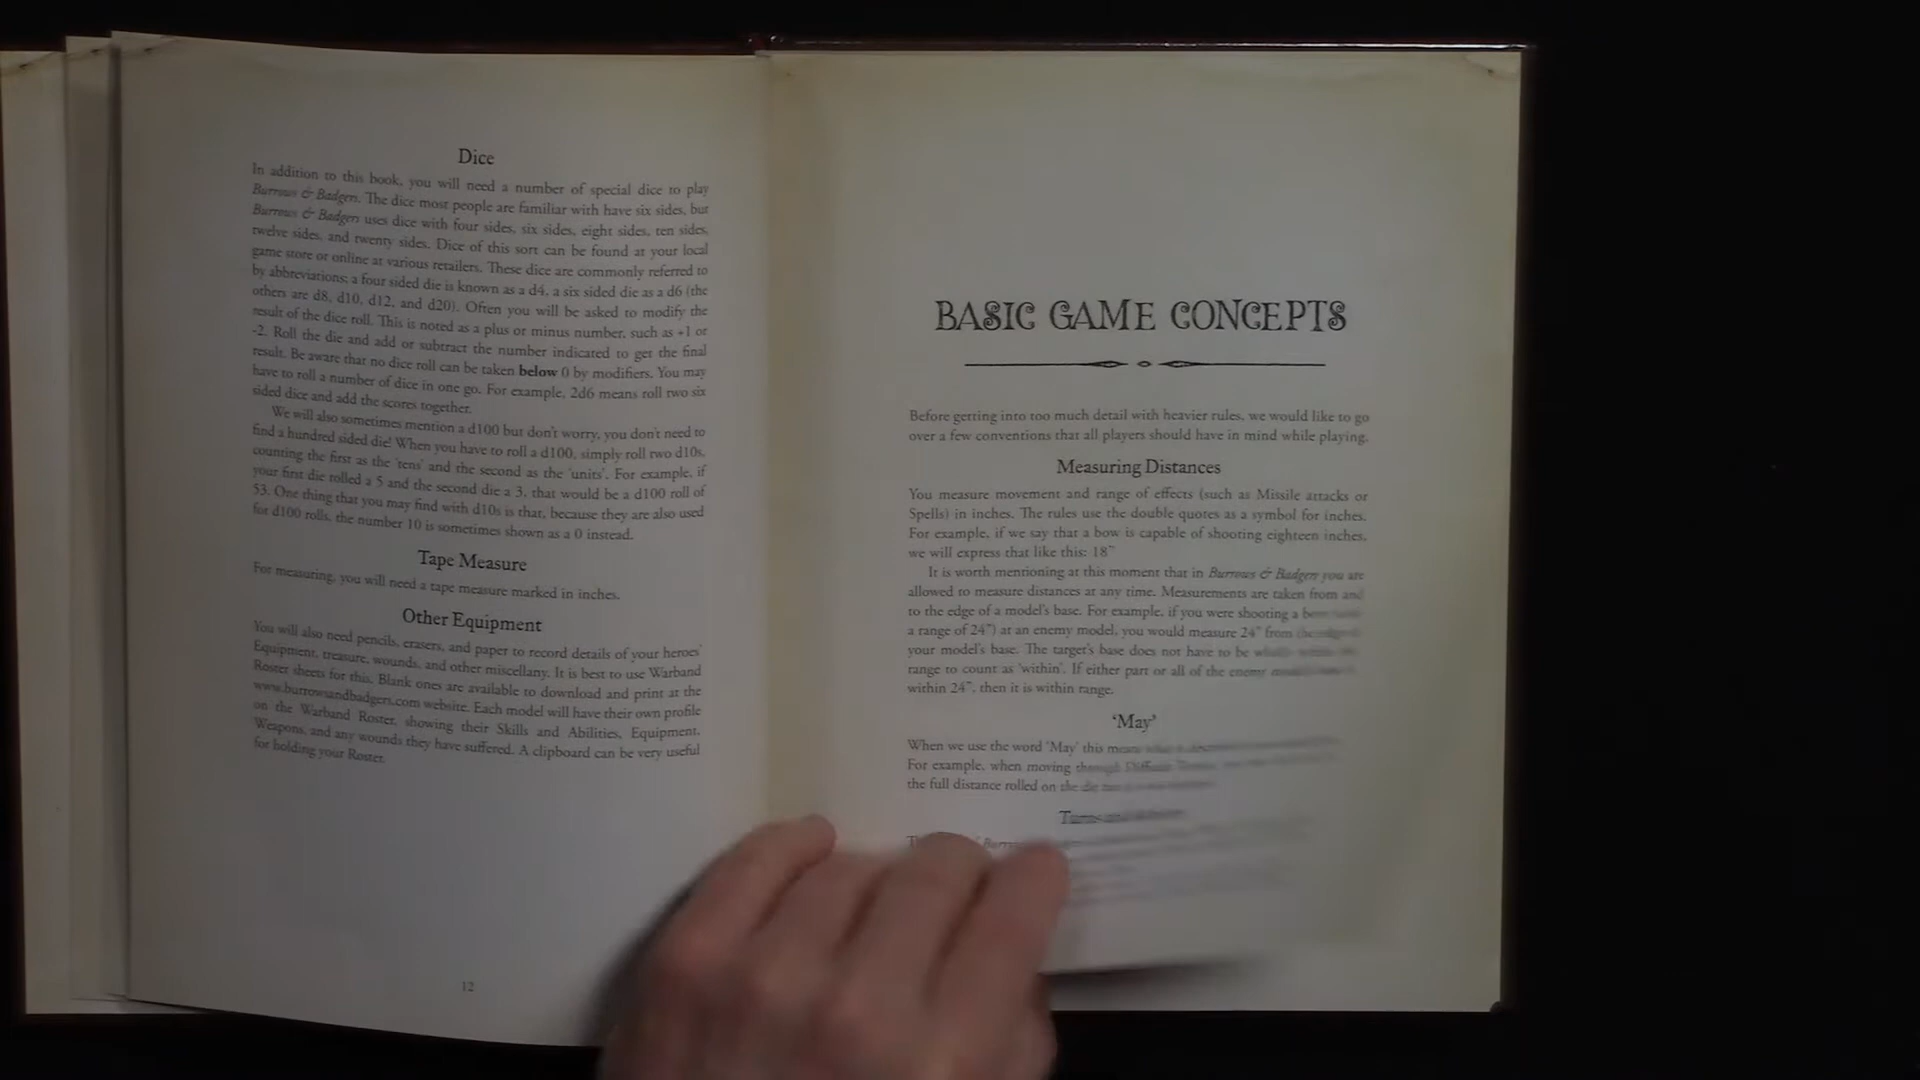 Dice
In addition to this book, you will need a number of special dice to play
Burrows & Badgers. The dice most people are familiar with have six sides, but
Burrows & Badgers uses dice with four sides, six sides, eight sides, ten sides,
twelve sides, and twenty sides. Dice of this sort can be found at your local
game store or online at various retailers. These dice are commonly referred to
by abbreviations; a four sided die is known as a d4, a six sided die as a d6 (the
others are d8, d10, d12, and d20). Often you will be asked to modify the
result of the dice roll. This is noted as a plus or minus number, such as +1 or
-2. Roll the die and add or subtract the number indicated to get the final
result. Be aware that no dice roll can be taken below 0 by modifiers. You may
have to roll a number of dice in one go. For example, 2d6 means roll two six
sided dice and add the scores together.
We will also sometimes mention a d100 but don't worry, you don't need to
find a hundred sided die! When you have to roll a d100, simply roll two d10s,
counting the first as the 'tens' and the second as the 'units'. For example, if
your first die rolled a 5 and the second die a 3, that would be a d100 roll of
53. One thing that you may find with d10s is that, because they are also used
for d100 rolls, the number 10 is sometimes shown as a 0 instead.
Tape Measure
For measuring, you will need a tape measure marked in inches.
Other Equipment
You will also need pencils, erasers, and paper to record details of your heroes'
Equipment, treasure, wounds, and other miscellany. It is best to use Warband
Roster sheets for this. Blank ones are available to download and print at the
www.burrowsandbadgers.com website. Each model will have their own profile
on the Warband Roster, showing their Skills and Abilities, Equipment,
Weapons, and any wounds they have suffered. A clipboard can be very useful
for holding your Roster.
12
BASIC GAME CONCEPTS
Before getting into too much detail with heavier rules, we would like to go
over a few conventions that all players should have in mind while playing.
Measuring Distances
You measure movement and range of effects (such as Missile attacks or
Spells) in inches. The rules use the double quotes as a symbol for inches.
For example, if we say that a bow is capable of shooting eighteen inches,
we will express that like this: 18"
It is worth mentioning at this moment that in Burrows & Badgers you are
allowed to measure distances at any time. Measurements are taken from and
to the edge of a model's base. For example, if you were shooting a
a range of 24") at an enemy model, you would measure 24" from
your model's base. The target's base does not have to be
range to count as 'within'. If either part or all of the enemy
within 24", then it is within range.
'May'
When we use the word 'May' this means
For example, when moving through Difficult
the full distance rolled on the die
Turns